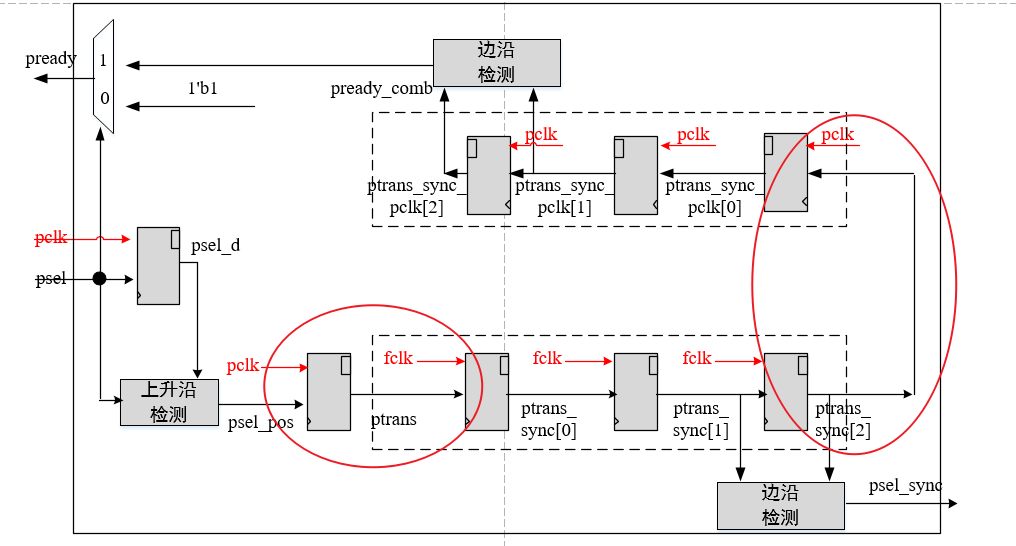 边沿
检测
pready
1
0
1'b1
pready_comb
pclk
pclk
pclk
ptrans_sync_
pclk[2]
ptrans_sync_
pclk[1]
ptrans_sync_
pclk[0]
pclk
psel_d
psel
上升沿
检测
pclk
psel_pos
ptrans
fclk
fclk
fclk
ptrans_
sync[0]
ptrans_
sync[1]
ptrans_
sync[2]
边沿
检测
psel_sync